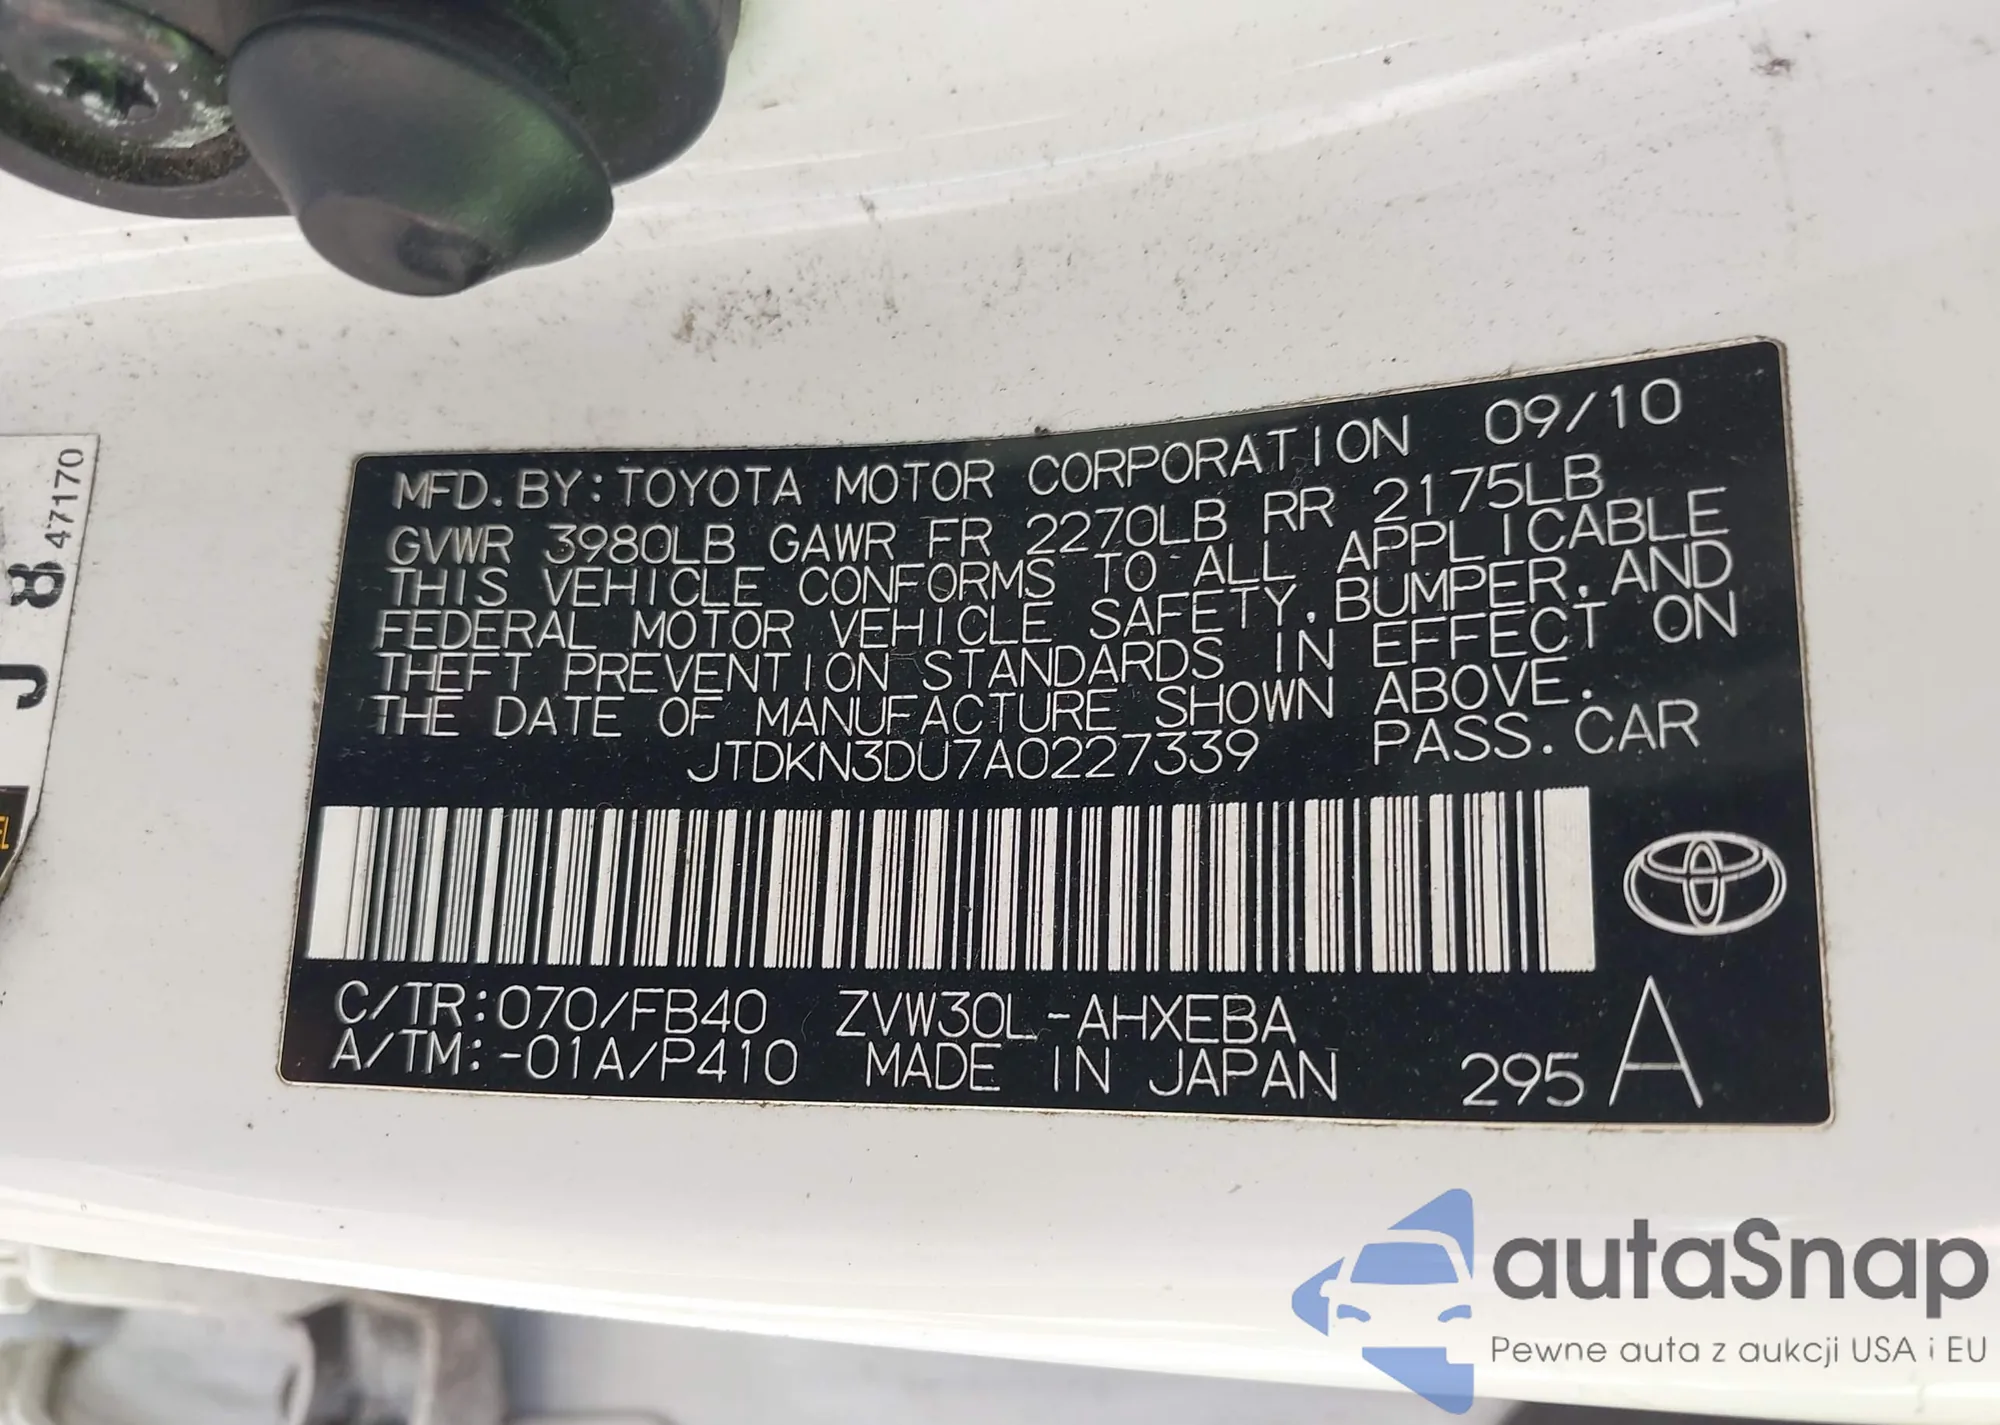 MFD. BY: TOYOTA MOTOR CORPORATION 09/10
GVWR 3980LB GAWR FR 2270LB RR 2175LB
THIS VEHICLE CONFORMS TO ALL APPLICABLE
FEDERAL MOTOR VEHICLE SAFETY, BUMPER, AND
THEFT PREVENTION STANDARDS IN EFFECT ON
THE DATE OF MANUFACTURE SHOWN ABOVE.
JTDKN3DU7A0227339 PASS. CAR
C/TR: 070/FB40 ZVW30L-AHXEBA
A/TM: -01A/P410 MADE IN JAPAN 295 A
J 8 47170
autaSnap
Pewne auta z aukcji USA i EU